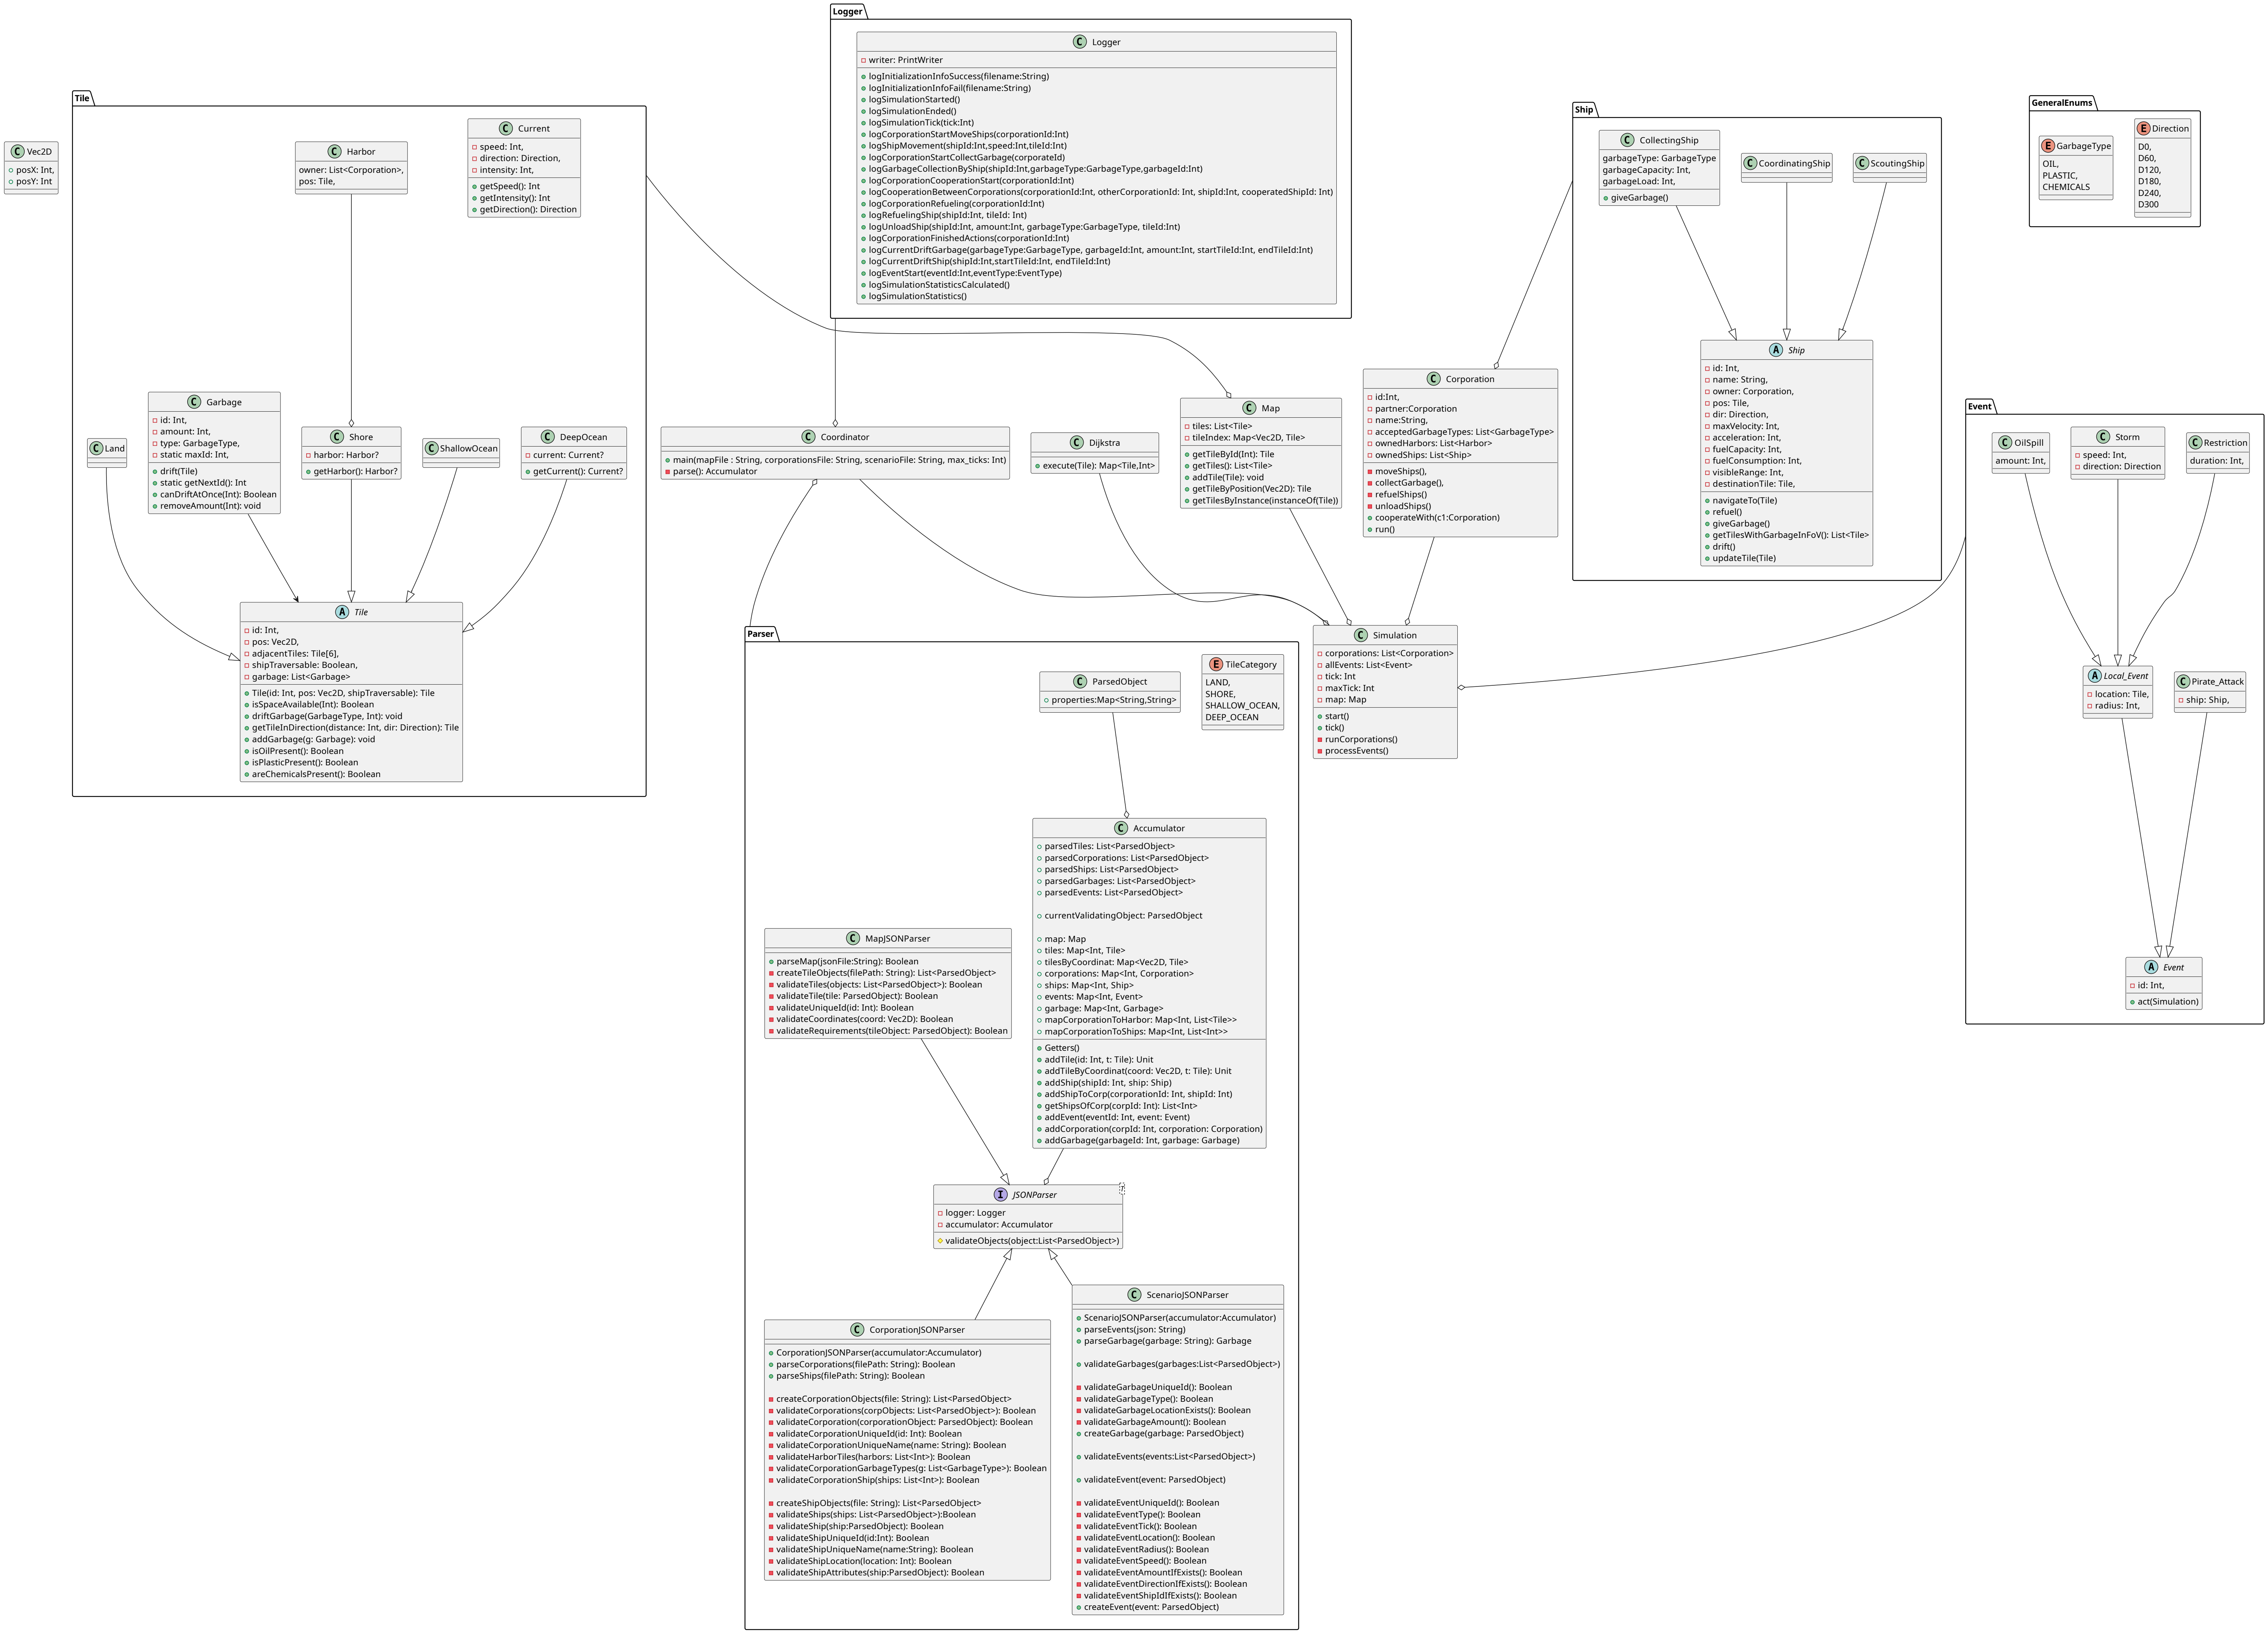 Logger
Logger
writer: PrintWriter
logInitializationInfoSuccess(filename:String)
logInitializationInfoFail(filename:String)
logSimulationStarted()
logSimulationEnded()
logSimulationTick(tick:Int)
logCorporationStartMoveShips(corporationId:Int)
logShipMovement(shipId:Int,speed:Int,tileId:Int)
logCorporationStartCollectGarbage(corporateId)
logGarbageCollectionByShip(shipId:Int,garbageType:GarbageType,garbageId:Int)
logCorporationCooperationStart(corporationId:Int)
logCooperationBetweenCorporations(corporationId:Int, otherCorporationId: Int, shipId:Int, cooperatedShipId: Int)
logCorporationRefueling(corporationId:Int)
logRefuelingShip(shipId:Int, tileId: Int)
logUnloadShip(shipId:Int, amount:Int, garbageType:GarbageType, tileId:Int)
logCorporationFinishedActions(corporationId:Int)
logCurrentDriftGarbage(garbageType:GarbageType, garbageId:Int, amount:Int, startTileId:Int, endTileId:Int)
logCurrentDriftShip(shipId:Int,startTileId:Int, endTileId:Int)
logEventStart(eventId:Int,eventType:EventType)
logSimulationStatisticsCalculated()
logSimulationStatistics()
Vec2D
posX: Int,
posY: Int
Tile
Harbor
owner: List<Corporation>,
pos: Tile,
Current
speed: Int,
direction: Direction,
intensity: Int,
getSpeed(): Int
getIntensity(): Int
getDirection(): Direction
Land
Garbage
id: Int,
amount: Int,
type: GarbageType,
static maxId: Int,
drift(Tile)
static getNextId(): Int
canDriftAtOnce(Int): Boolean
removeAmount(Int): void
Shore
harbor: Harbor?
getHarbor(): Harbor?
ShallowOcean
DeepOcean
current: Current?
getCurrent(): Current?
Tile
id: Int,
pos: Vec2D,
adjacentTiles: Tile[6],
shipTraversable: Boolean,
garbage: List<Garbage>
Tile(id: Int, pos: Vec2D, shipTraversable): Tile
isSpaceAvailable(Int): Boolean
driftGarbage(GarbageType, Int): void
getTileInDirection(distance: Int, dir: Direction): Tile
addGarbage(g: Garbage): void
isOilPresent(): Boolean
isPlasticPresent(): Boolean
areChemicalsPresent(): Boolean
Coordinator
main(mapFile : String, corporationsFile: String, scenarioFile: String, max_ticks: Int)
parse(): Accumulator
Dijkstra
execute(Tile): Map<Tile,Int>
Map
tiles: List<Tile>
tileIndex: Map<Vec2D, Tile>
getTileById(Int): Tile
getTiles(): List<Tile>
addTile(Tile): void
getTileByPosition(Vec2D): Tile
getTilesByInstance(instanceOf(Tile))
Corporation
id:Int,
partner:Corporation
name:String,
acceptedGarbageTypes: List<GarbageType>
ownedHarbors: List<Harbor>
ownedShips: List<Ship>
moveShips(),
collectGarbage(),
refuelShips()
unloadShips()
cooperateWith(c1:Corporation)
run()
Ship
CollectingShip
garbageType: GarbageType
garbageCapacity: Int,
garbageLoad: Int,
giveGarbage()
CoordinatingShip
ScoutingShip
Ship
id: Int,
name: String,
owner: Corporation,
pos: Tile,
dir: Direction,
maxVelocity: Int,
acceleration: Int,
fuelCapacity: Int,
fuelConsumption: Int,
visibleRange: Int,
destinationTile: Tile,
navigateTo(Tile)
refuel()
giveGarbage()
getTilesWithGarbageInFoV(): List<Tile>
drift()
updateTile(Tile)
GeneralEnums
GarbageType
OIL,
PLASTIC,
CHEMICALS
Direction
D0,
D60,
D120,
D180,
D240,
D300
Event
OilSpill
amount: Int,
Storm
speed: Int,
direction: Direction
Restriction
duration: Int,
Local_Event
location: Tile,
radius: Int,
Pirate_Attack
ship: Ship,
Event
id: Int,
act(Simulation)
Simulation
corporations: List<Corporation>
allEvents: List<Event>
tick: Int
maxTick: Int
map: Map
start()
tick()
runCorporations()
processEvents()
Parser
ParsedObject
properties:Map<String,String>
TileCategory
LAND,
SHORE,
SHALLOW_OCEAN,
DEEP_OCEAN
Accumulator
parsedTiles: List<ParsedObject>
parsedCorporations: List<ParsedObject>
parsedShips: List<ParsedObject>
parsedGarbages: List<ParsedObject>
parsedEvents: List<ParsedObject>
currentValidatingObject: ParsedObject
map: Map
tiles: Map<Int, Tile>
tilesByCoordinat: Map<Vec2D, Tile>
corporations: Map<Int, Corporation>
ships: Map<Int, Ship>
events: Map<Int, Event>
garbage: Map<Int, Garbage>
mapCorporationToHarbor: Map<Int, List<Tile>>
mapCorporationToShips: Map<Int, List<Int>>
Getters()
addTile(id: Int, t: Tile): Unit
addTileByCoordinat(coord: Vec2D, t: Tile): Unit
addShip(shipId: Int, ship: Ship)
addShipToCorp(corporationId: Int, shipId: Int)
getShipsOfCorp(corpId: Int): List<Int>
addEvent(eventId: Int, event: Event)
addCorporation(corpId: Int, corporation: Corporation)
addGarbage(garbageId: Int, garbage: Garbage)
MapJSONParser
parseMap(jsonFile:String): Boolean
createTileObjects(filePath: String): List<ParsedObject>
validateTiles(objects: List<ParsedObject>): Boolean
validateTile(tile: ParsedObject): Boolean
validateUniqueId(id: Int): Boolean
validateCoordinates(coord: Vec2D): Boolean
validateRequirements(tileObject: ParsedObject): Boolean
JSONParser
logger: Logger
accumulator: Accumulator
validateObjects(object:List<ParsedObject>)
CorporationJSONParser
CorporationJSONParser(accumulator:Accumulator)
parseCorporations(filePath: String): Boolean
parseShips(filePath: String): Boolean
createCorporationObjects(file: String): List<ParsedObject>
validateCorporations(corpObjects: List<ParsedObject>): Boolean
validateCorporation(corporationObject: ParsedObject): Boolean
validateCorporationUniqueId(id: Int): Boolean
validateCorporationUniqueName(name: String): Boolean
validateHarborTiles(harbors: List<Int>): Boolean
validateCorporationGarbageTypes(g: List<GarbageType>): Boolean
validateCorporationShip(ships: List<Int>): Boolean
createShipObjects(file: String): List<ParsedObject>
validateShips(ships: List<ParsedObject>):Boolean
validateShip(ship:ParsedObject): Boolean
validateShipUniqueId(id:Int): Boolean
validateShipUniqueName(name:String): Boolean
validateShipLocation(location: Int): Boolean
validateShipAttributes(ship:ParsedObject): Boolean
ScenarioJSONParser
ScenarioJSONParser(accumulator:Accumulator)
parseEvents(json: String)
parseGarbage(garbage: String): Garbage
validateGarbages(garbages:List<ParsedObject>)
validateGarbageUniqueId(): Boolean
validateGarbageType(): Boolean
validateGarbageLocationExists(): Boolean
validateGarbageAmount(): Boolean
createGarbage(garbage: ParsedObject)
validateEvents(events:List<ParsedObject>)
validateEvent(event: ParsedObject)
validateEventUniqueId(): Boolean
validateEventType(): Boolean
validateEventTick(): Boolean
validateEventLocation(): Boolean
validateEventRadius(): Boolean
validateEventSpeed(): Boolean
validateEventAmountIfExists(): Boolean
validateEventDirectionIfExists(): Boolean
validateEventShipIdIfExists(): Boolean
createEvent(event: ParsedObject)